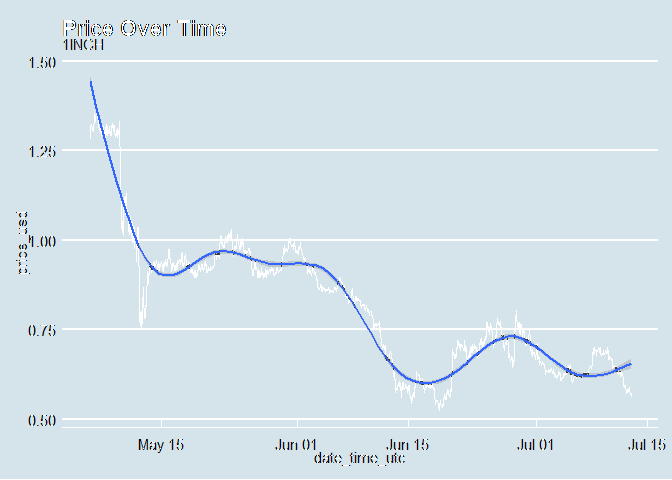 Price Over Time
1INCH
1.50
1.25
1.00
0.75
0.50
price_usd
May 15 Jun 01 Jun 15 Jul 01 Jul 15
date_time_utc